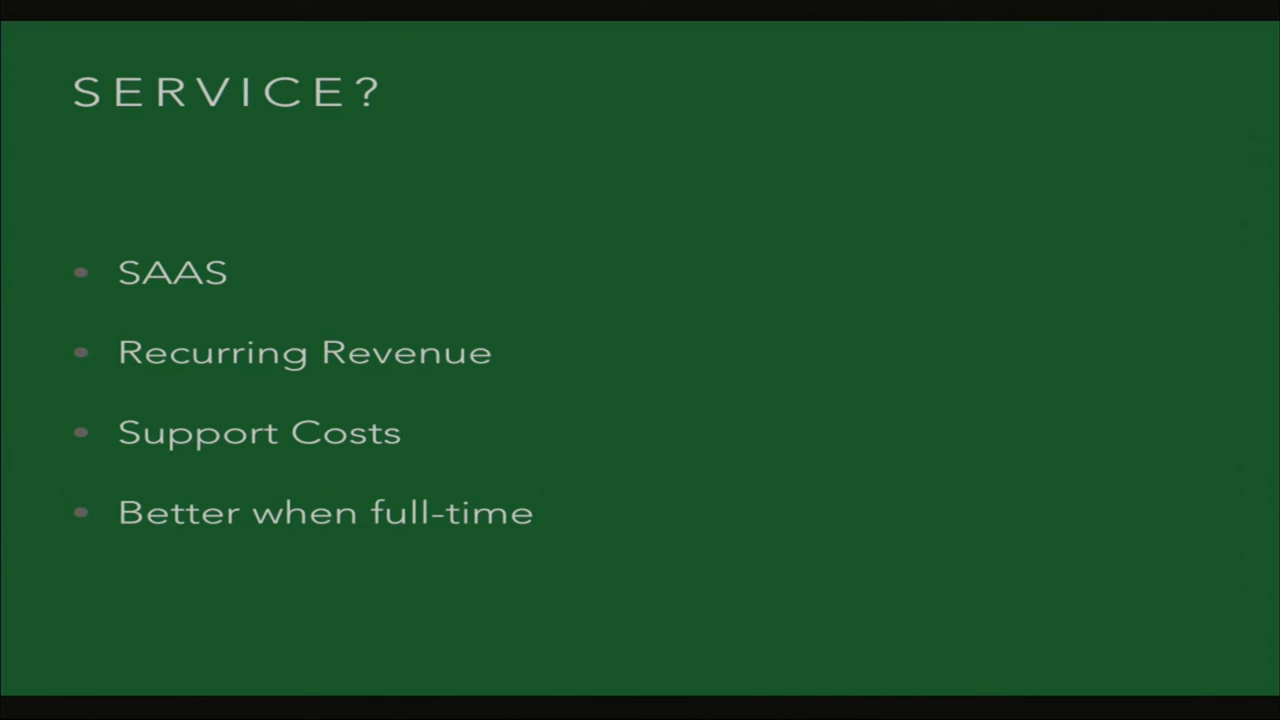 SERVICE?
• SAAS
• Recurring Revenue
• Support Costs
• Better when full-time